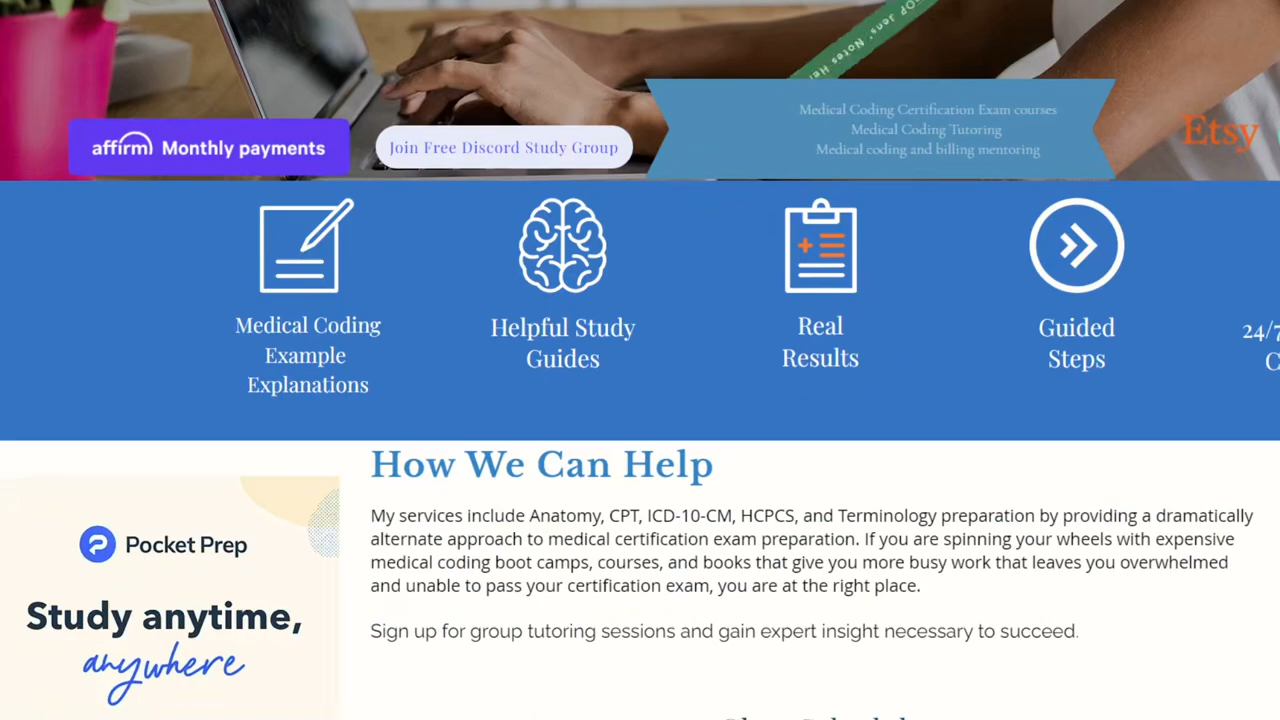 TOP Jens' Notes
affirm Monthly payments
Join Free Discord Study Group
Medical Coding Certification Exam courses
Medical Coding Tutoring
Medical coding and billing mentoring
Etsy
Medical Coding
Example
Explanations
Helpful Study
Guides
Real
Results
Guided
Steps
24/7
How We Can Help
My services include Anatomy, CPT, ICD-10-CM, HCPCS, and Terminology preparation by providing a dramatically
alternate approach to medical certification exam preparation. If you are spinning your wheels with expensive
medical coding boot camps, courses, and books that give you more busy work that leaves you overwhelmed
and unable to pass your certification exam, you are at the right place.
Sign up for group tutoring sessions and gain expert insight necessary to succeed.
Pocket Prep
Study anytime,
anywhere